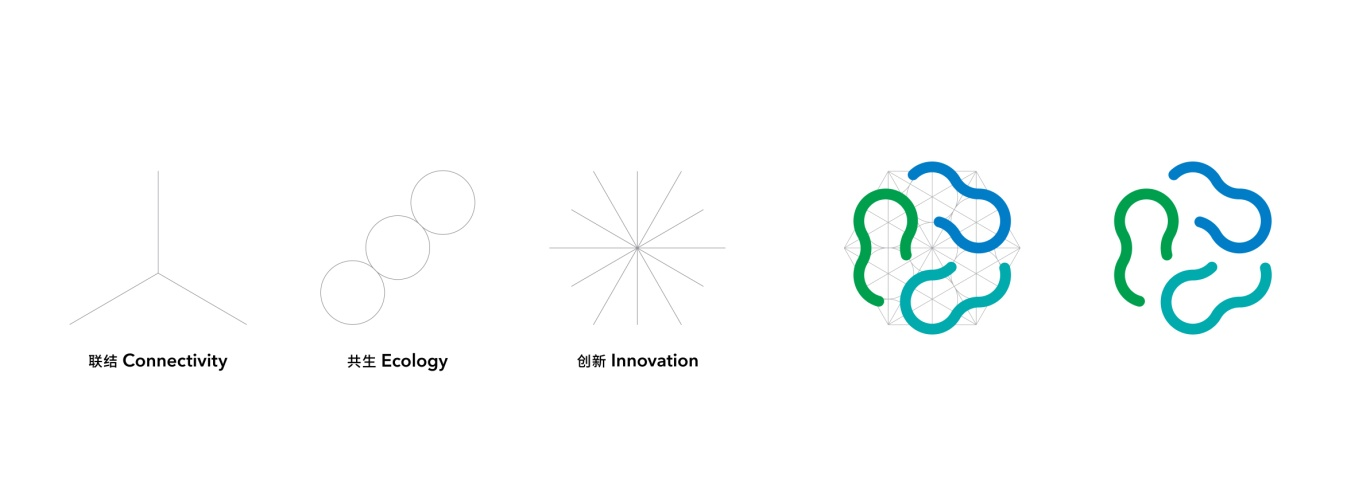 联结 Connectivity
共生 Ecology
创新 Innovation